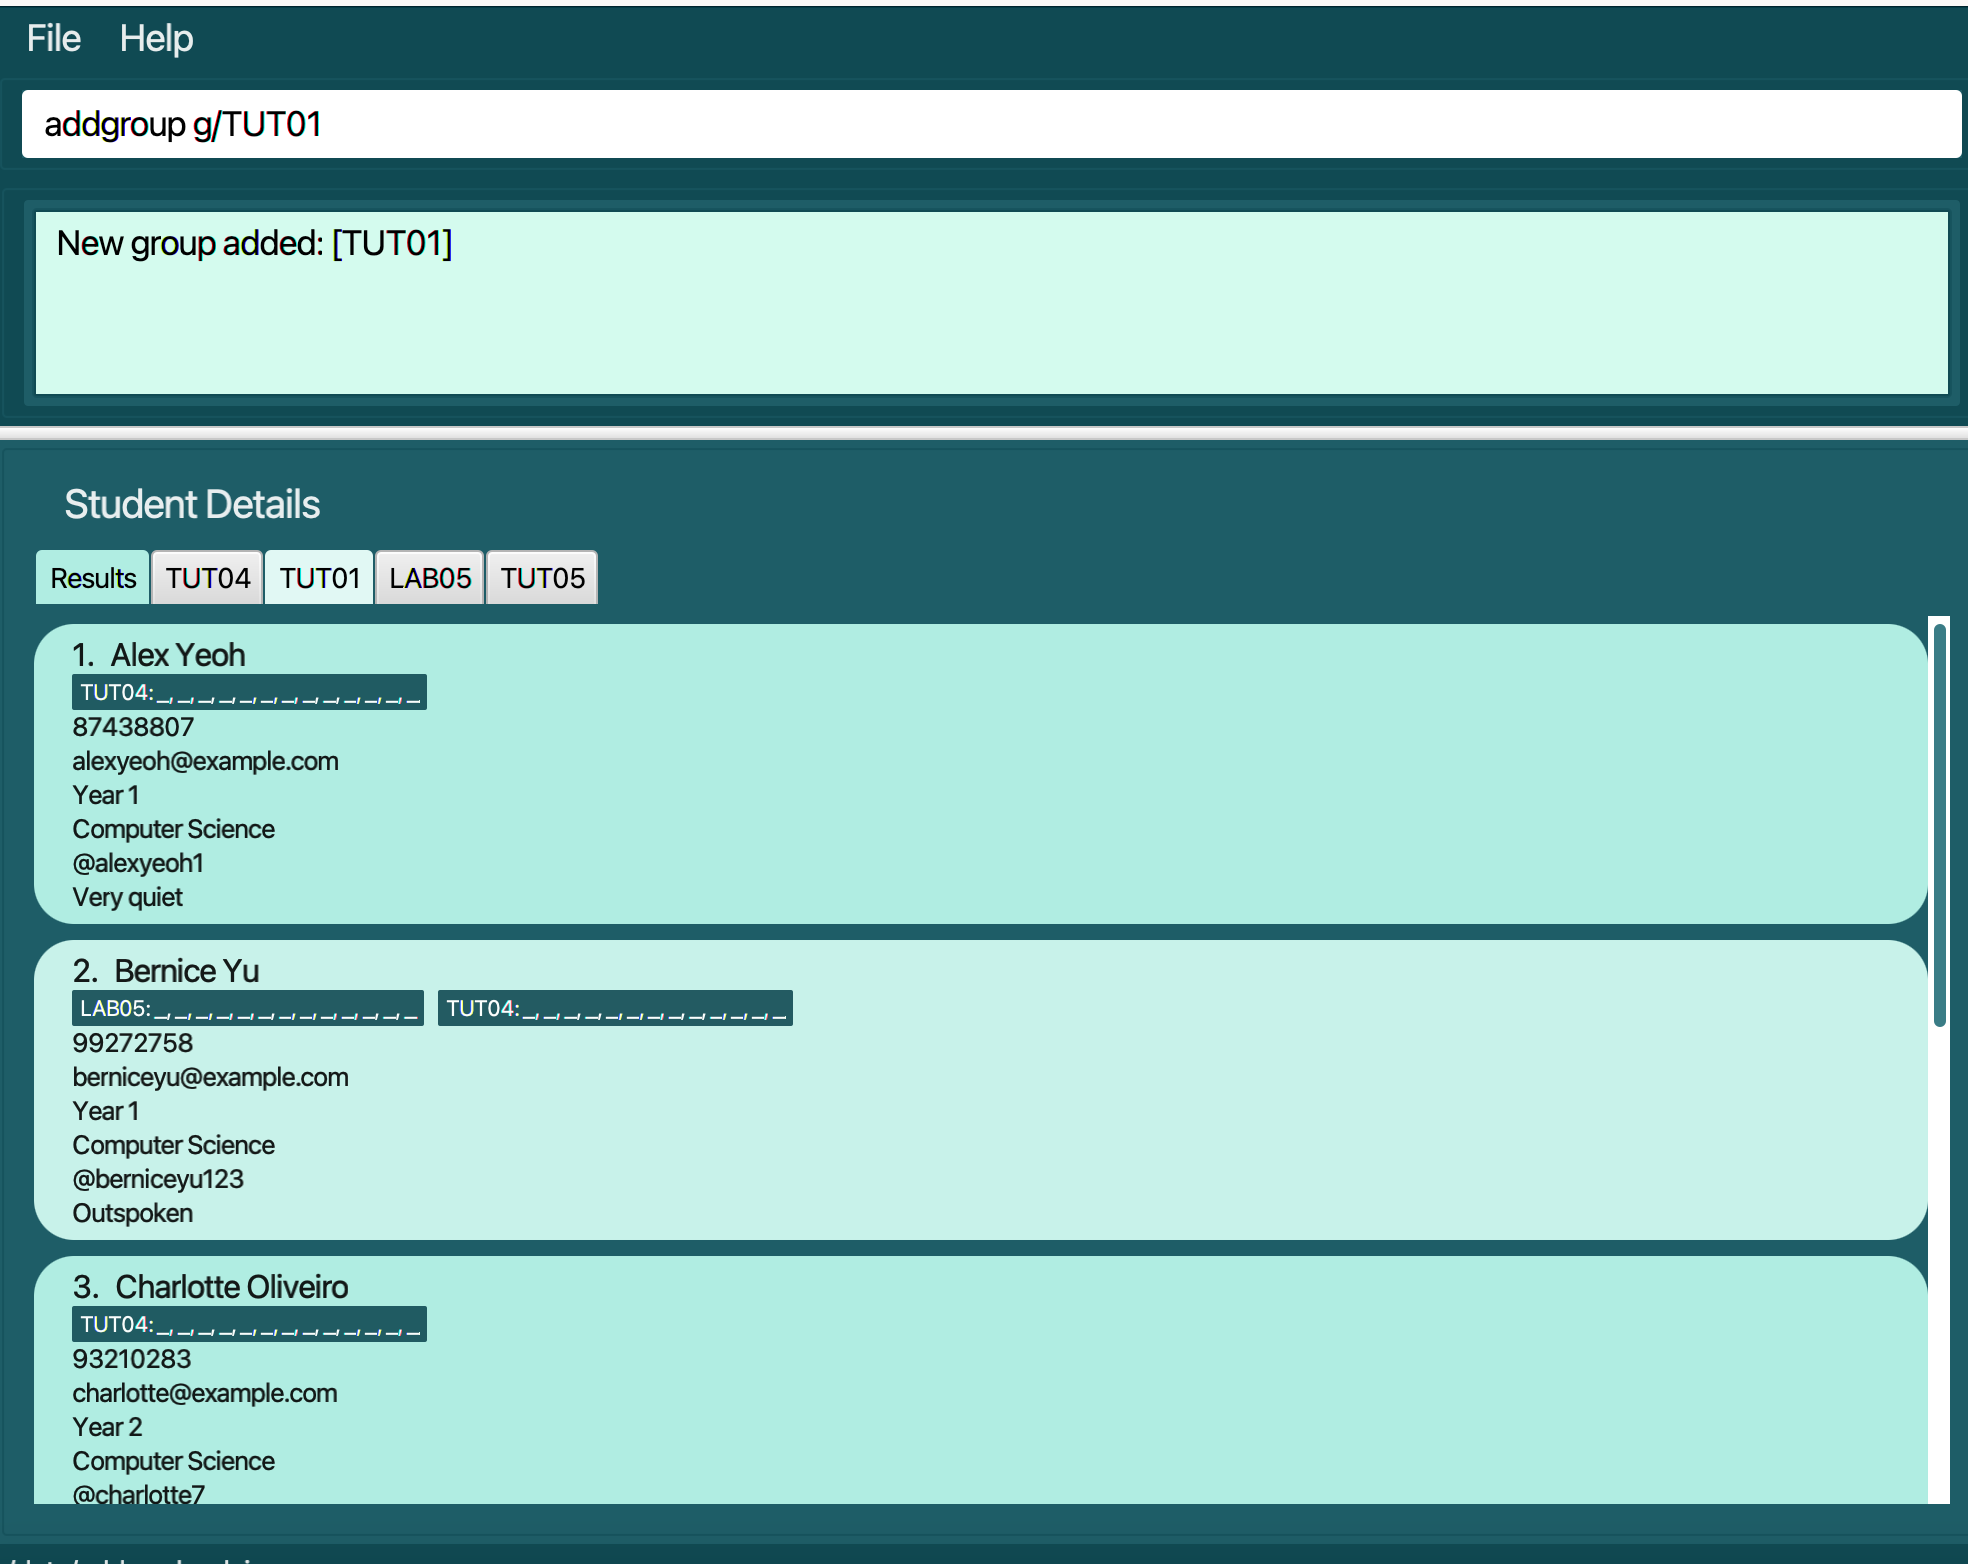 File Help
addgroup g/TUT01
New group added: [TUT01]
Student Details
Results TUT04 TUT01 LAB05 TUT05
1. Alex Yeoh
TUT04: _, _, _, _, _, _, _, _, _, _, _, _, _
87438807
alexyeoh@example.com
Year 1
Computer Science
@alexyeoh1
Very quiet
2. Bernice Yu
LAB05: _, _, _, _, _, _, _, _, _, _, _, _, _ TUT04: _, _, _, _, _, _, _, _, _, _, _, _, _
99272758
berniceyu@example.com
Year 1
Computer Science
@berniceyu123
Outspoken
3. Charlotte Oliveiro
TUT04: _, _, _, _, _, _, _, _, _, _, _, _, _
93210283
charlotte@example.com
Year 2
Computer Science
@charlotte7